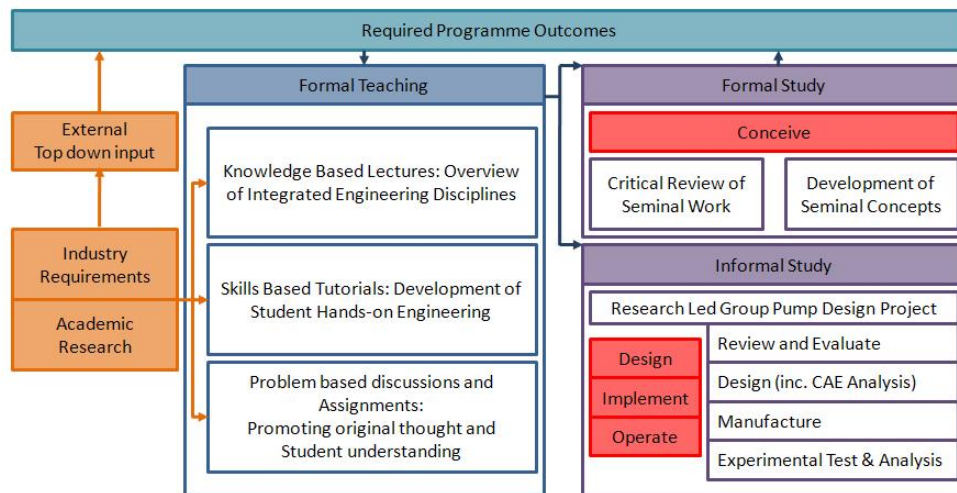 Required Programme Outcomes
External
Top down input
Industry
Requirements
Academic
Research
Formal Teaching
Knowledge Based Lectures: Overview
of Integrated Engineering Disciplines
Skills Based Tutorials: Development of
Student Hands-on Engineering
Problem based discussions and
Assignments:
Promoting original thought and
Student understanding
Formal Study
Conceive
Critical Review of
Seminal Work
Development of
Seminal Concepts
Informal Study
Research Led Group Pump Design Project
Design
Implement
Operate
Review and Evaluate
Design (inc. CAE Analysis)
Manufacture
Experimental Test & Analysis